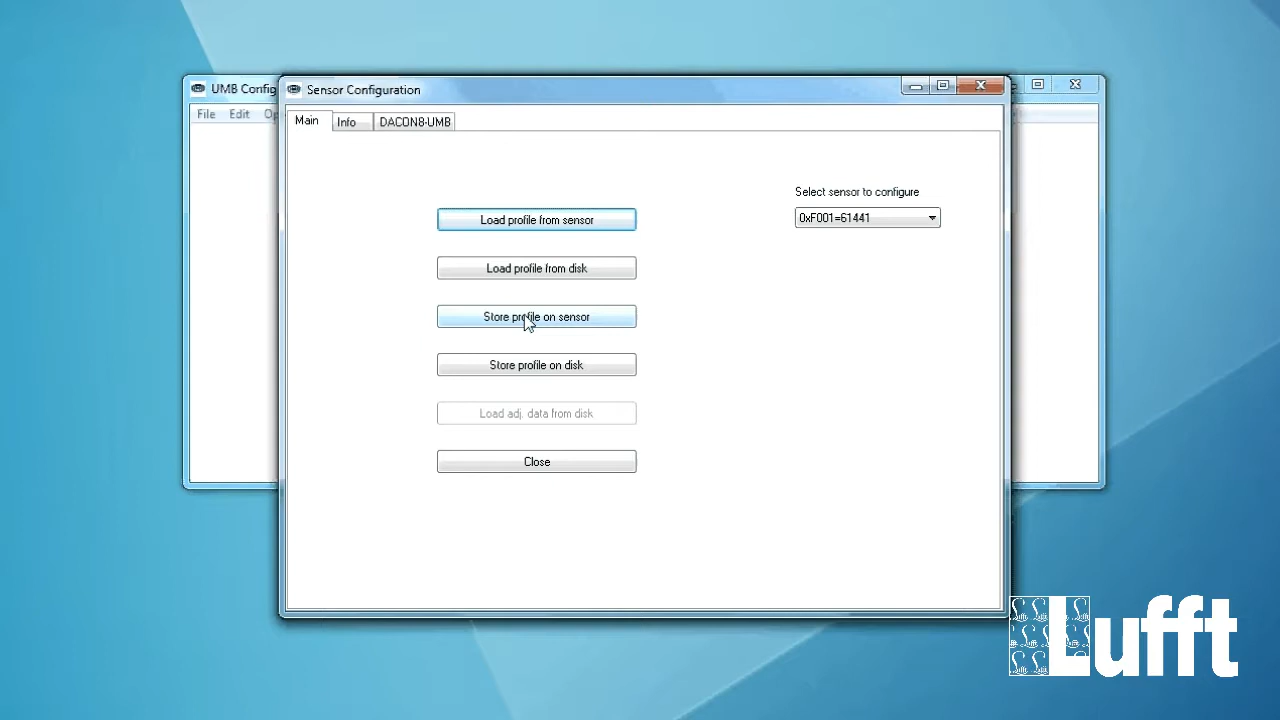 UMB Config
Sensor Configuration
File Edit
Main Info DACON8-UMB
Select sensor to configure
0xF001=61441
Load profile from sensor
Load profile from disk
Store profile on sensor
Store profile on disk
Load adj. data from disk
Close
Lufft